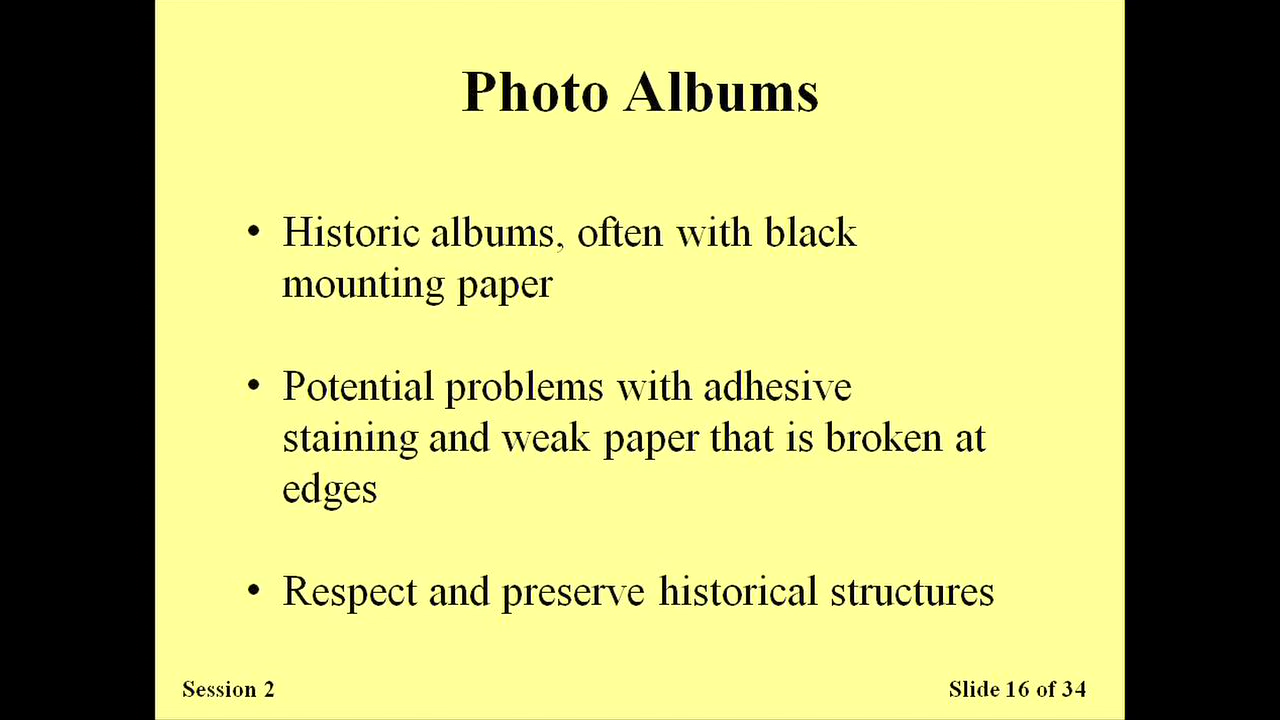 Photo Albums
• Historic albums, often with black
mounting paper
• Potential problems with adhesive
staining and weak paper that is broken at
edges
• Respect and preserve historical structures
Session 2
Slide 16 of 34